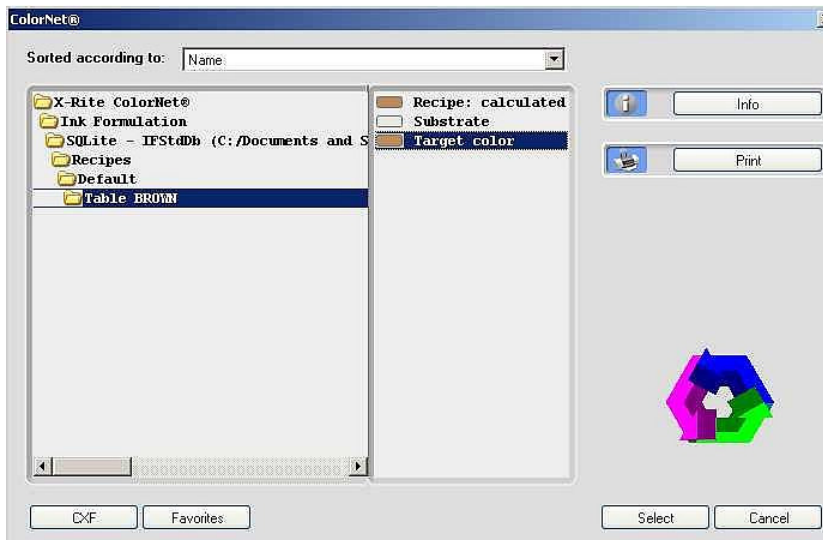 ColorNet®
Sorted according to: Name
X-Rite ColorNet®
Ink Formulation
SQLite - IFStdDb (C:/Documents and S
Recipes
Default
Table BROWN
Recipe: calculated
Substrate
Target color
Info
Print
CXF
Favorites
Select
Cancel